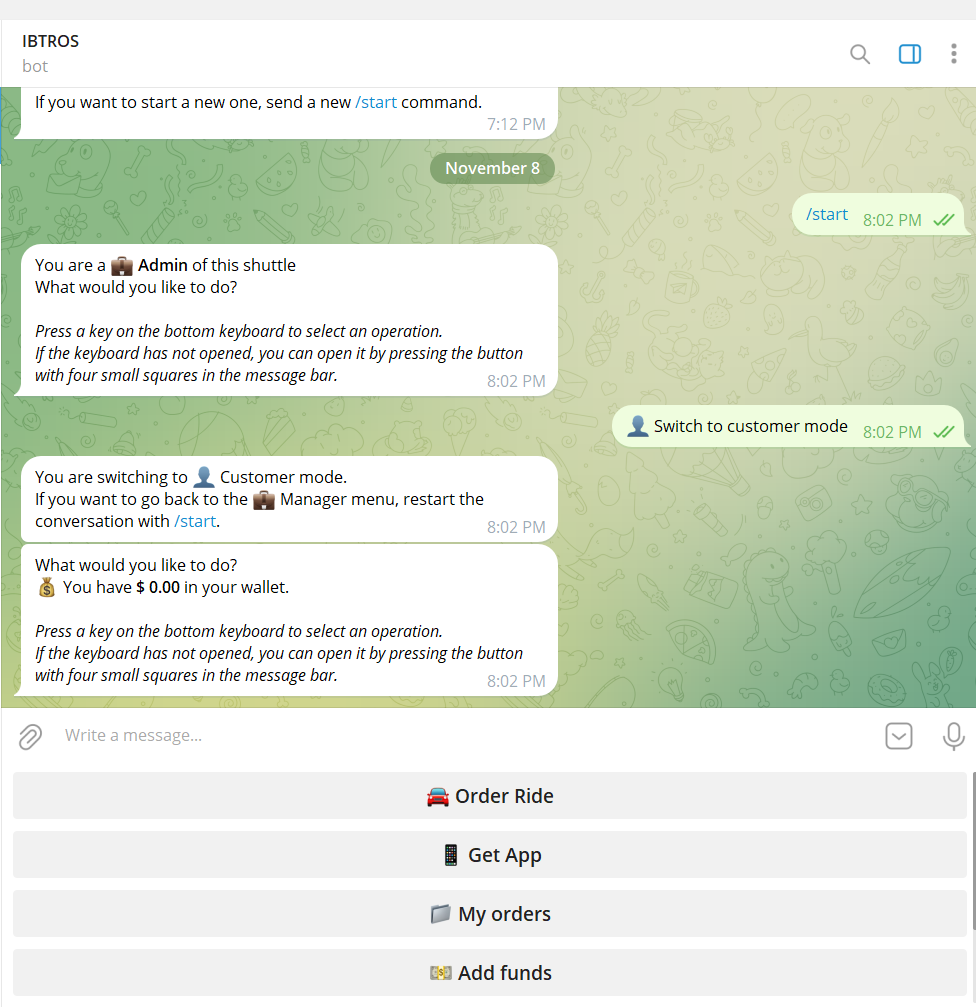 IBTROS
bot
If you want to start a new one, send a new /start command.
7:12 PM
November 8
/start 8:02 PM
You are a 💼 Admin of this shuttle
What would you like to do?
Press a key on the bottom keyboard to select an operation.
If the keyboard has not opened, you can open it by pressing the button
with four small squares in the message bar.
8:02 PM
👤 Switch to customer mode 8:02 PM
You are switching to 👤 Customer mode.
If you want to go back to the 💼 Manager menu, restart the
conversation with /start.
8:02 PM
What would you like to do?
💰 You have $ 0.00 in your wallet.
Press a key on the bottom keyboard to select an operation.
If the keyboard has not opened, you can open it by pressing the button
with four small squares in the message bar.
8:02 PM
Write a message...
🚘 Order Ride
📱 Get App
📁 My orders
💵 Add funds